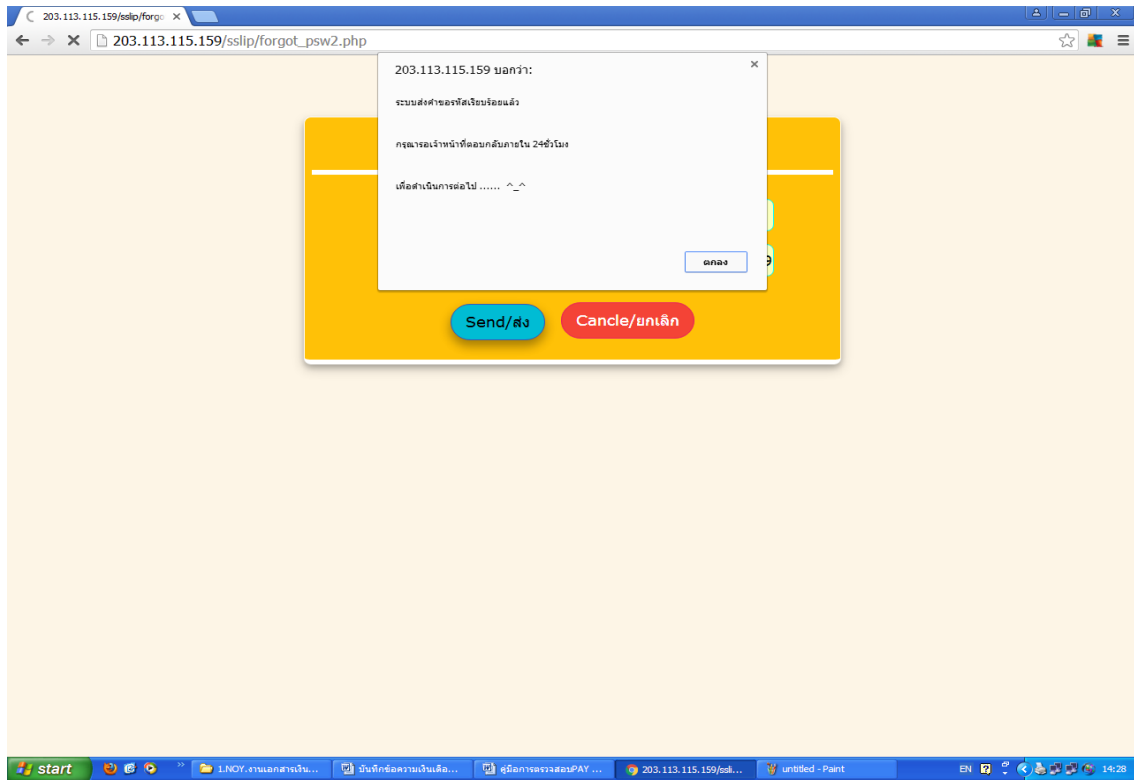 203.113.115.159/sslip/forgo
203.113.115.159/sslip/forgot_psw2.php
203.113.115.159 บอกว่า:
ระบบส่งคำขอรหัสเรียบร้อยแล้ว
กรุณารอเจ้าหน้าที่ตอบกลับภายใน 24ชั่วโมง
เพื่อดำเนินการต่อไป ...... ^_^
ตกลง
9
Send/ส่ง
Cancle/ยกเลิก
start
1.NOY.งานเอกสารเงิน...
บันทึกข้อความเงินเดือ...
คู่มือการตรวจสอบPAY ...
203.113.115.159/ssli...
untitled - Paint
EN
14:28